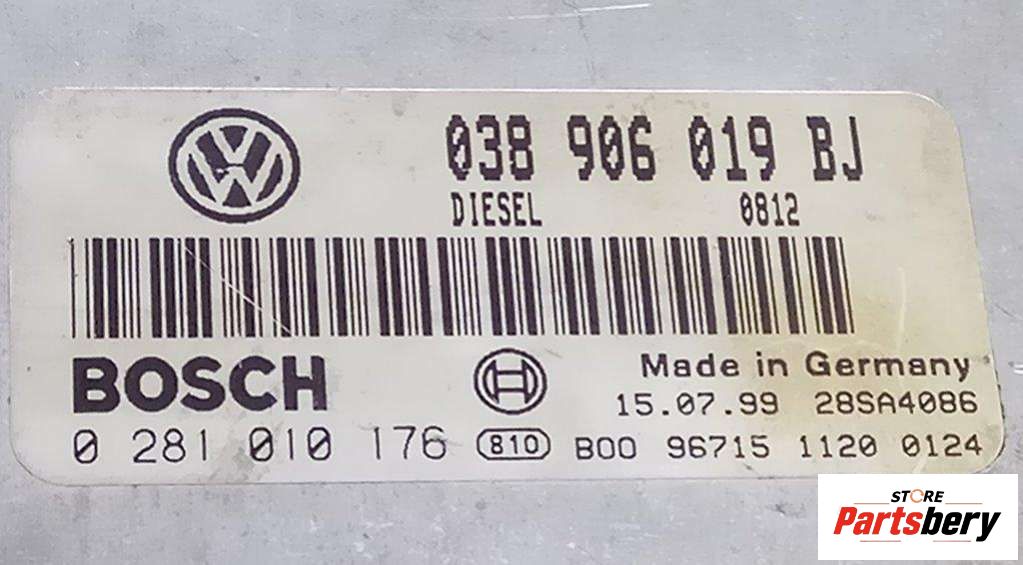 038 906 019 BJ
DIESEL 0812
BOSCH
Made in Germany
15.07.99 28SA4086
0 281 010 176 810 B00 96715 1120 0124
STORE
Partsbery